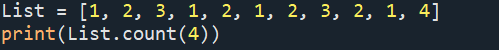 List = [1, 2, 3, 1, 2, 1, 2, 3, 2, 1, 4]
print(List.count(4))